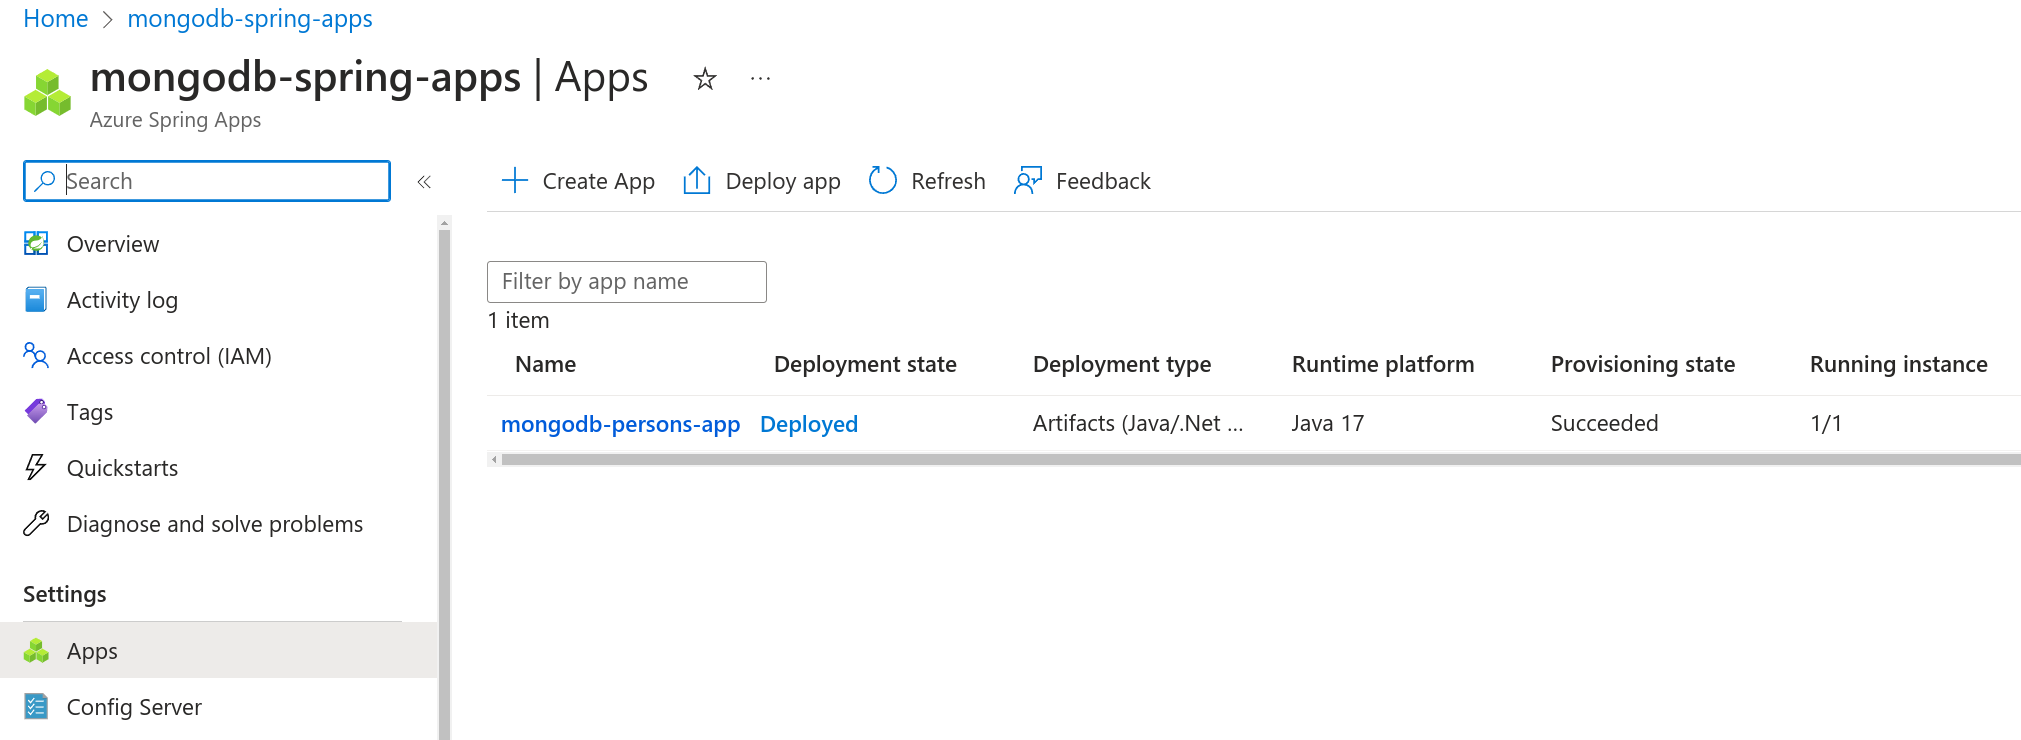 Home > mongodb-spring-apps
mongodb-spring-apps | Apps
Azure Spring Apps
Search
Create App
Deploy app
Refresh
Feedback
Overview
Activity log
Access control (IAM)
Tags
Quickstarts
Diagnose and solve problems
Settings
Apps
Config Server
Filter by app name
1 item
Name Deployment state Deployment type Runtime platform Provisioning state Running instance
mongodb-persons-app Deployed Artifacts (Java/.Net ... Java 17 Succeeded 1/1